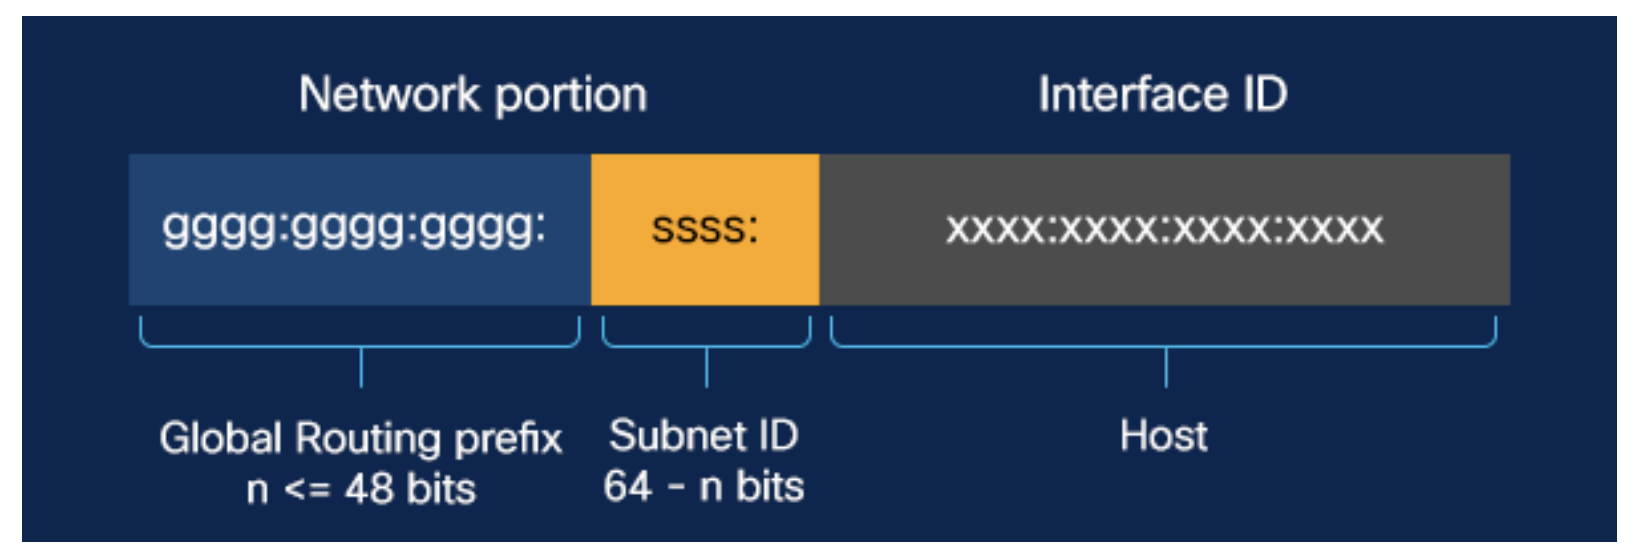 Network portion
Interface ID
gggg:gggg:gggg:
ssss:
xxxx:xxxx:xxxx:xxxx
Global Routing prefix
n <= 48 bits
Subnet ID
64 - n bits
Host